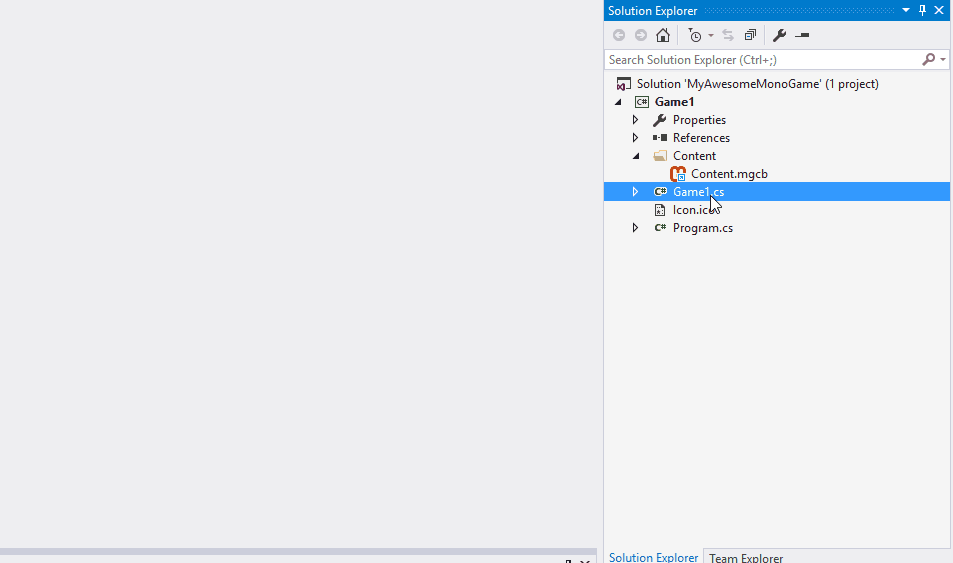 Solution Explorer
Search Solution Explorer (Ctrl+;)
Solution 'MyAwesomeMonoGame' (1 project)
C# Game1
Properties
References
Content
Content.mgcb
C# Game1.cs
Icon.ico
C# Program.cs
Solution Explorer Team Explorer